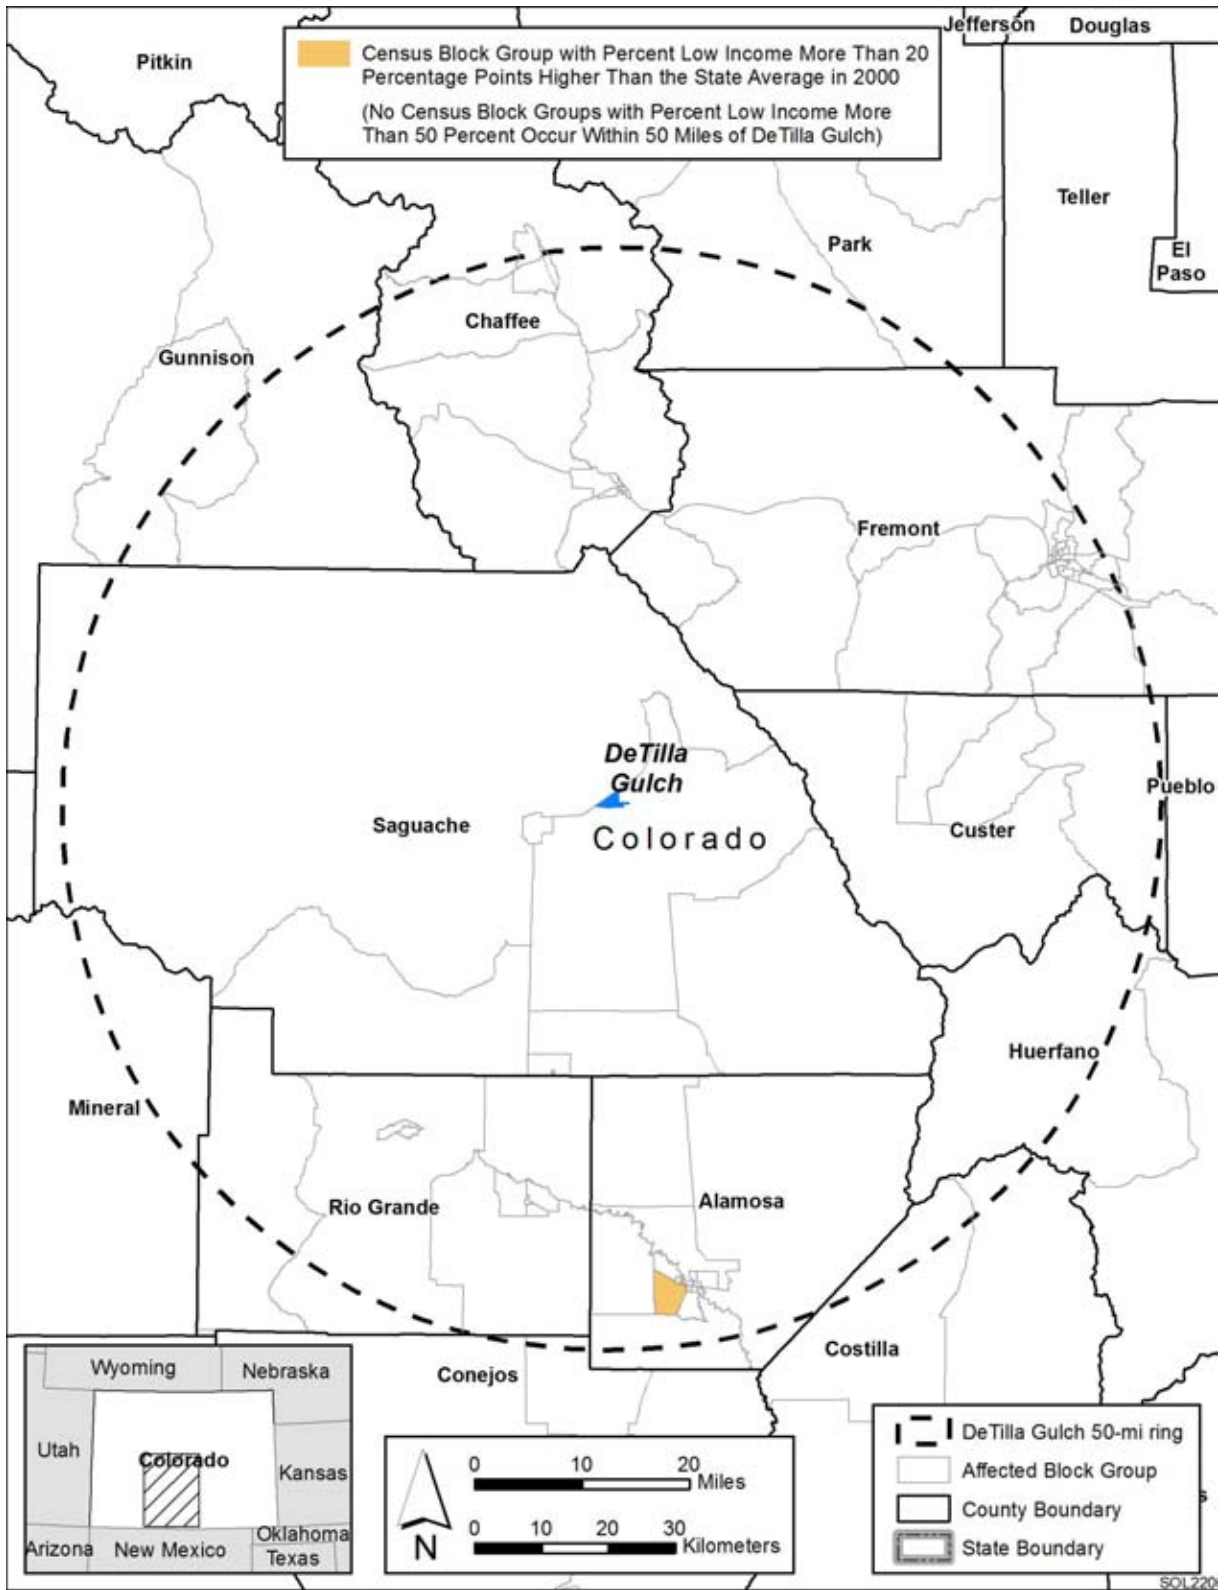 Jefferson
Douglas
Pitkin
Census Block Group with Percent Low Income More Than 20
Percentage Points Higher Than the State Average in 2000
(No Census Block Groups with Percent Low Income More
Than 50 Percent Occur Within 50 Miles of DeTilla Gulch)
Teller
Park
El
Paso
Chaffee
Gunnison
Fremont
DeTilla
Gulch
Pueblo
Saguache
Colorado
Custer
Huerfano
Mineral
Rio Grande
Alamosa
Costilla
Conejos
Wyoming
Nebraska
Utah
Colorado
Kansas
Oklahoma
Arizona
New Mexico
Texas
0 10 20
Miles
0 10 20 30
Kilometers
N
DeTilla Gulch 50-mi ring
Affected Block Group
County Boundary
State Boundary
s